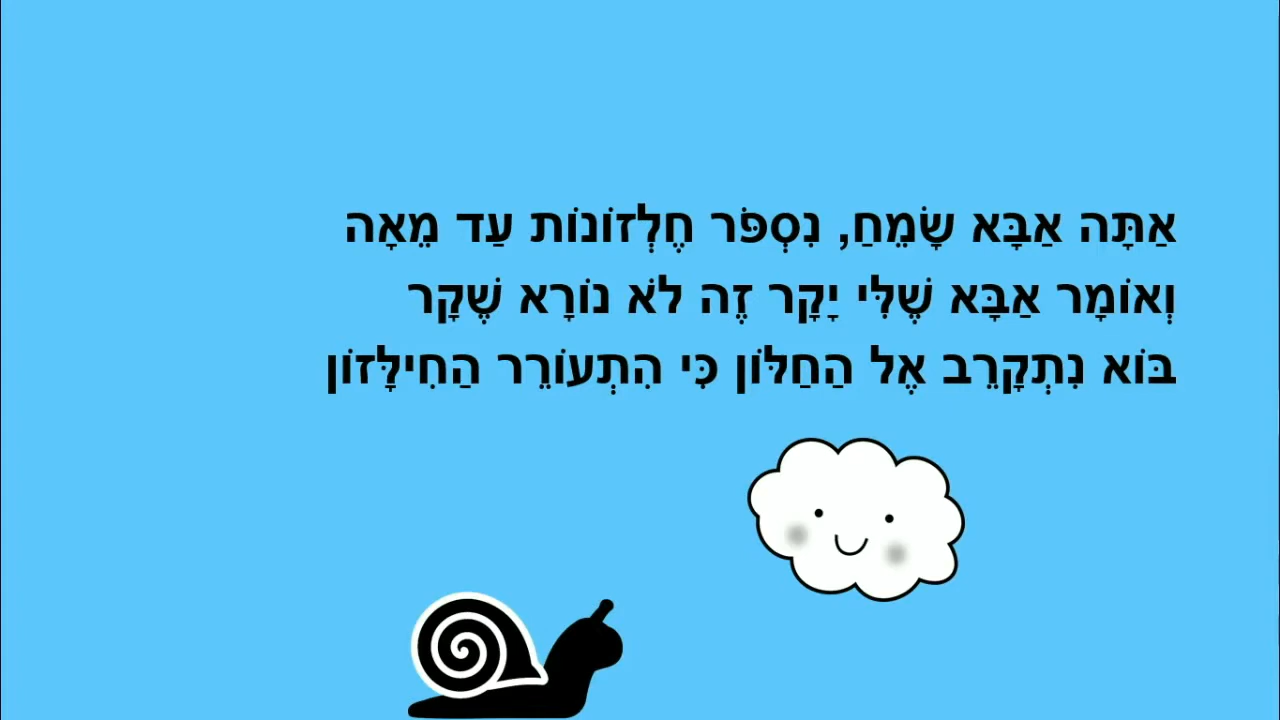 אַתָּה אַבָּא שָׂמֵחַ, נִסְפֹּר חֶלְזוֹנוֹת עַד מֵאָה
וְאוֹמָר אַבָּא שֶׁלִּי יָקָר זֶה לֹא נוֹרָא שֶׁקָר
בּוֹא נִתְקָרֵב אֶל הַחַלּוֹן כִּי הִתְעוֹרֵר הַחִילָּזוֹן